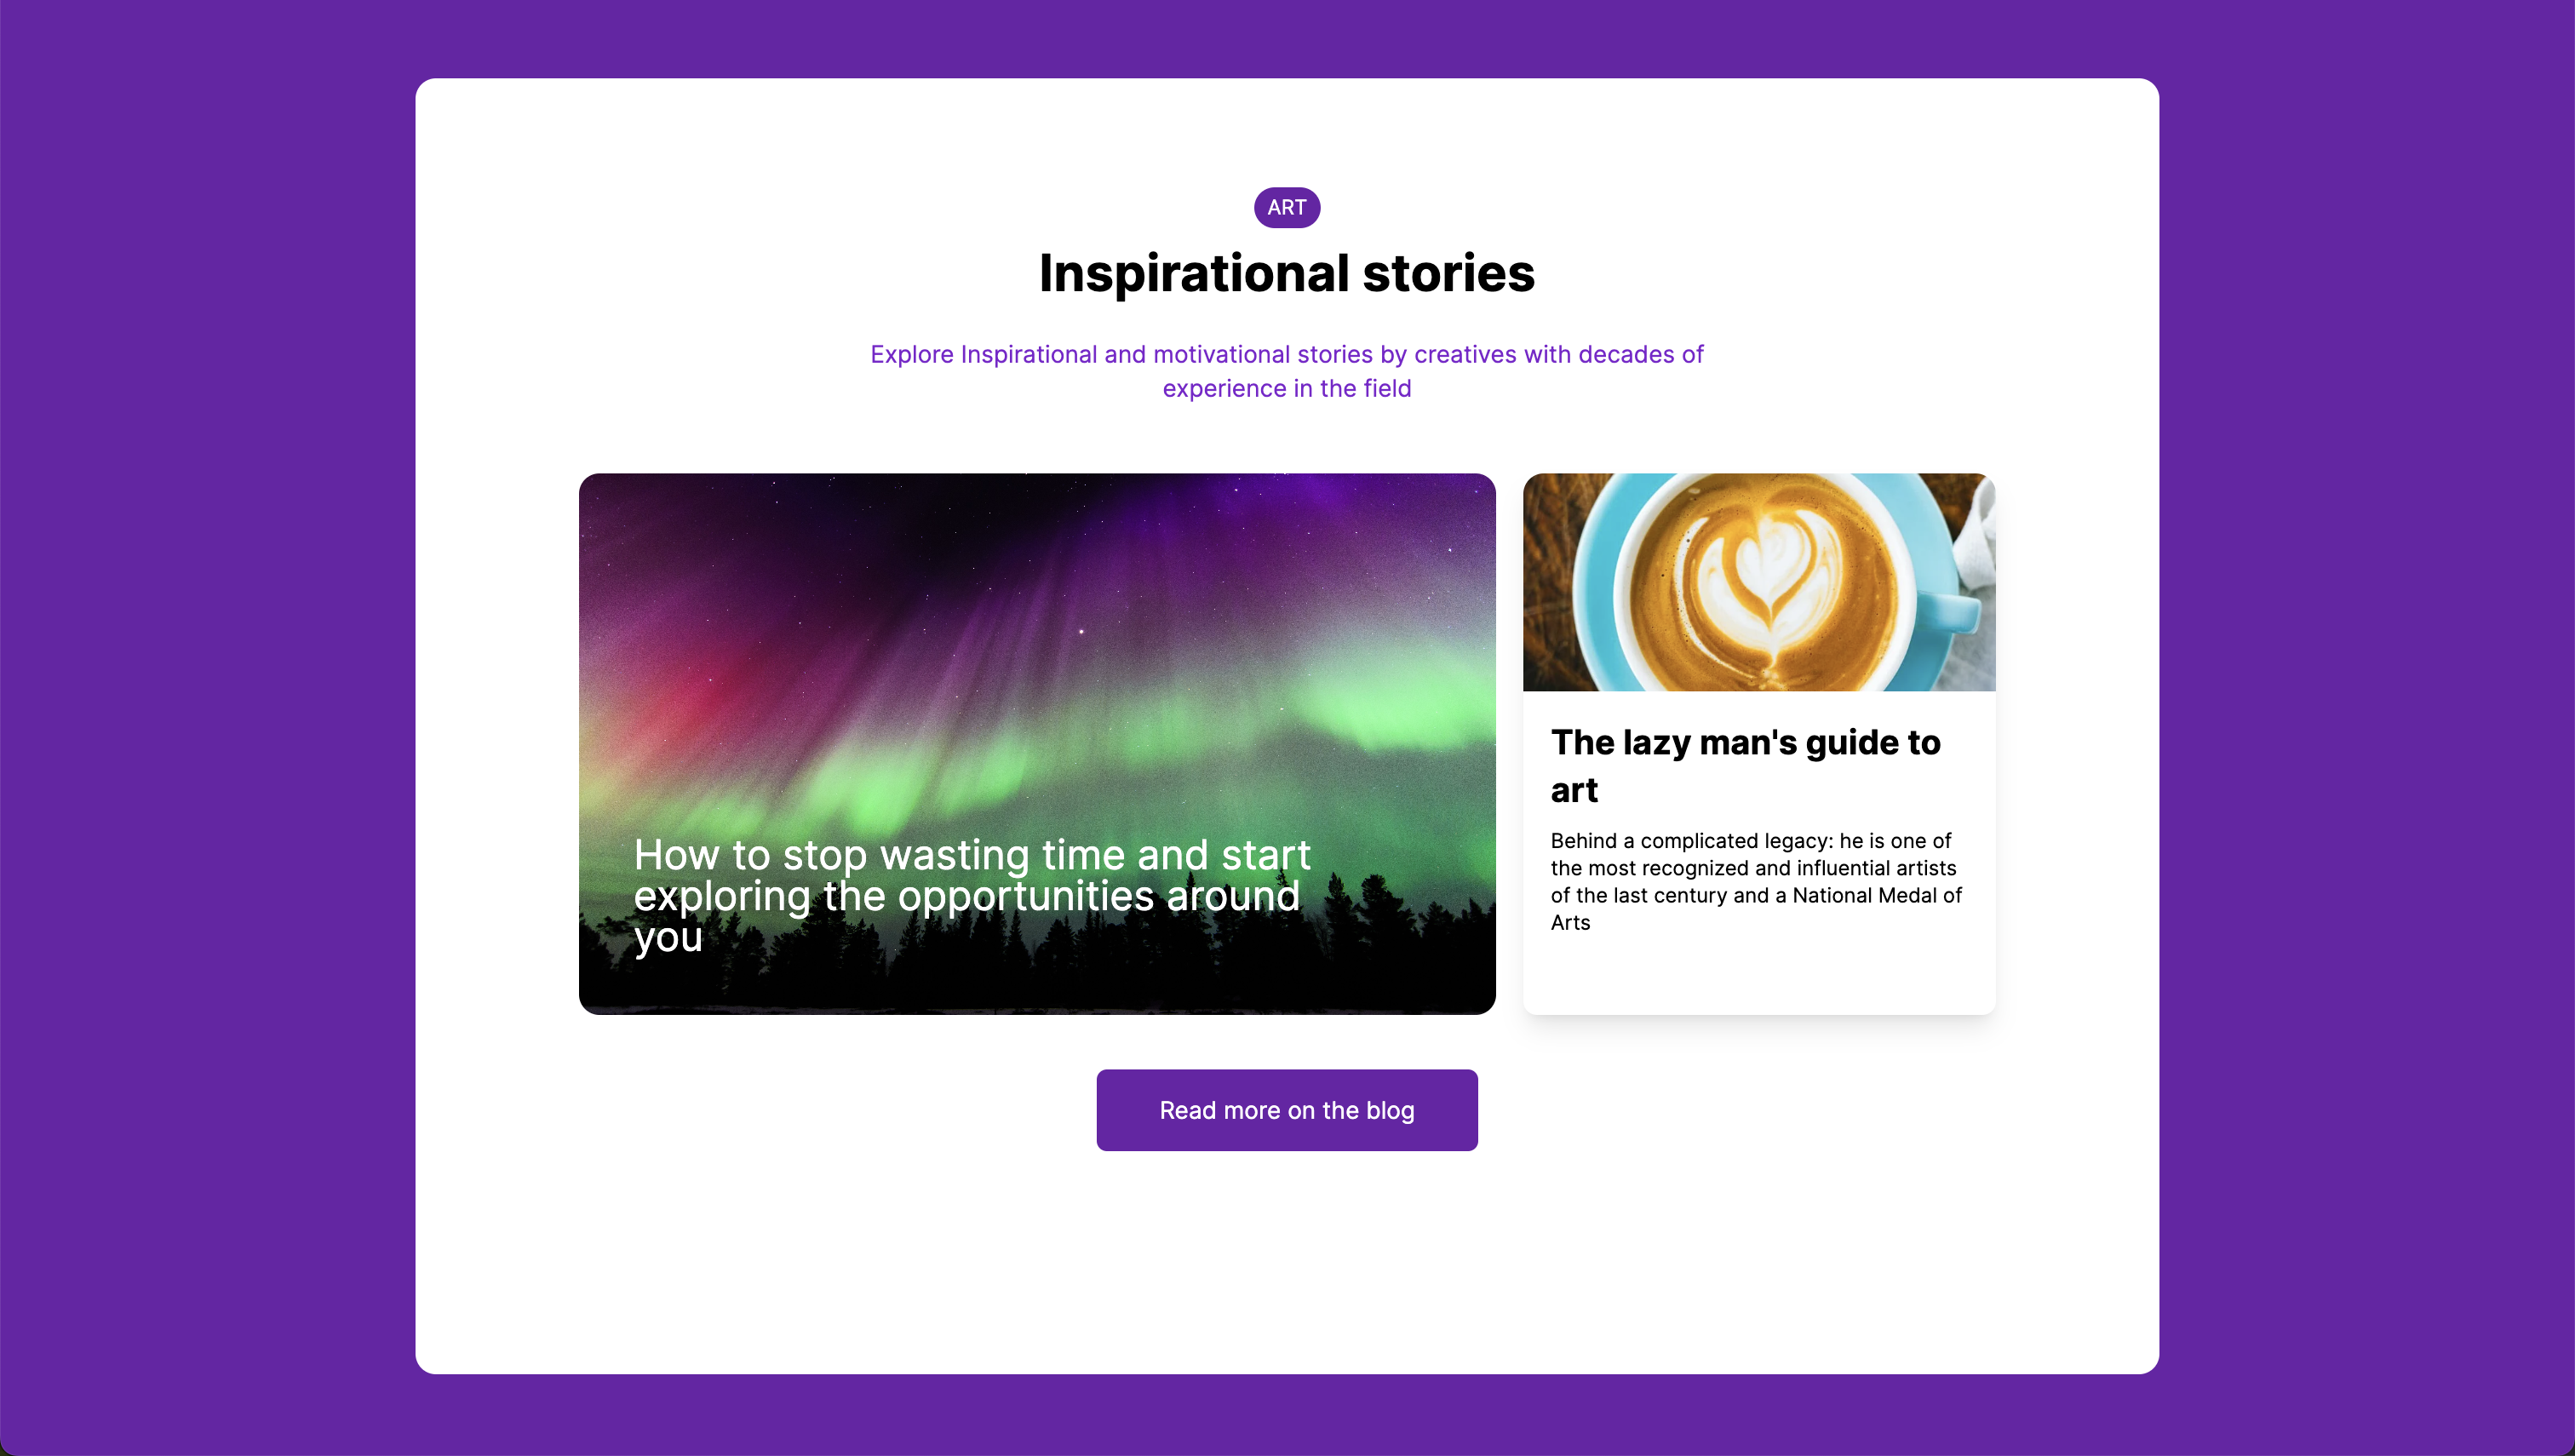 ART
Inspirational stories
Explore Inspirational and motivational stories by creatives with decades of
experience in the field
How to stop wasting time and start
exploring the opportunities around
you
The lazy man's guide to
art
Behind a complicated legacy: he is one of
the most recognized and influential artists
of the last century and a National Medal of
Arts
Read more on the blog